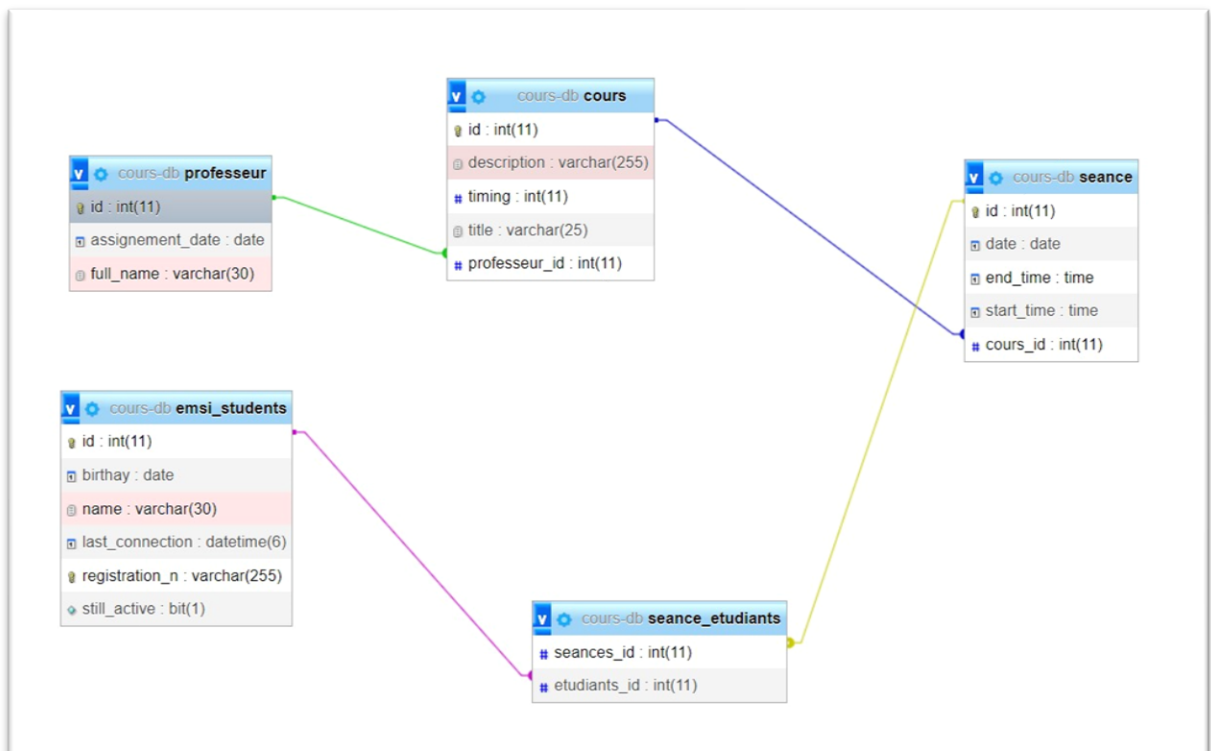 cours-db cours
id : int(11)
description : varchar(255)
timing : int(11)
title : varchar(25)
professeur_id : int(11)
cours-db professeur
id : int(11)
assignement_date : date
full_name : varchar(30)
cours-db seance
id : int(11)
date : date
end_time : time
start_time : time
cours_id : int(11)
cours-db emsi_students
id : int(11)
birthay : date
name : varchar(30)
last_connection : datetime(6)
registration_n : varchar(255)
still_active : bit(1)
cours-db seance_etudiants
seances_id : int(11)
etudiants_id : int(11)